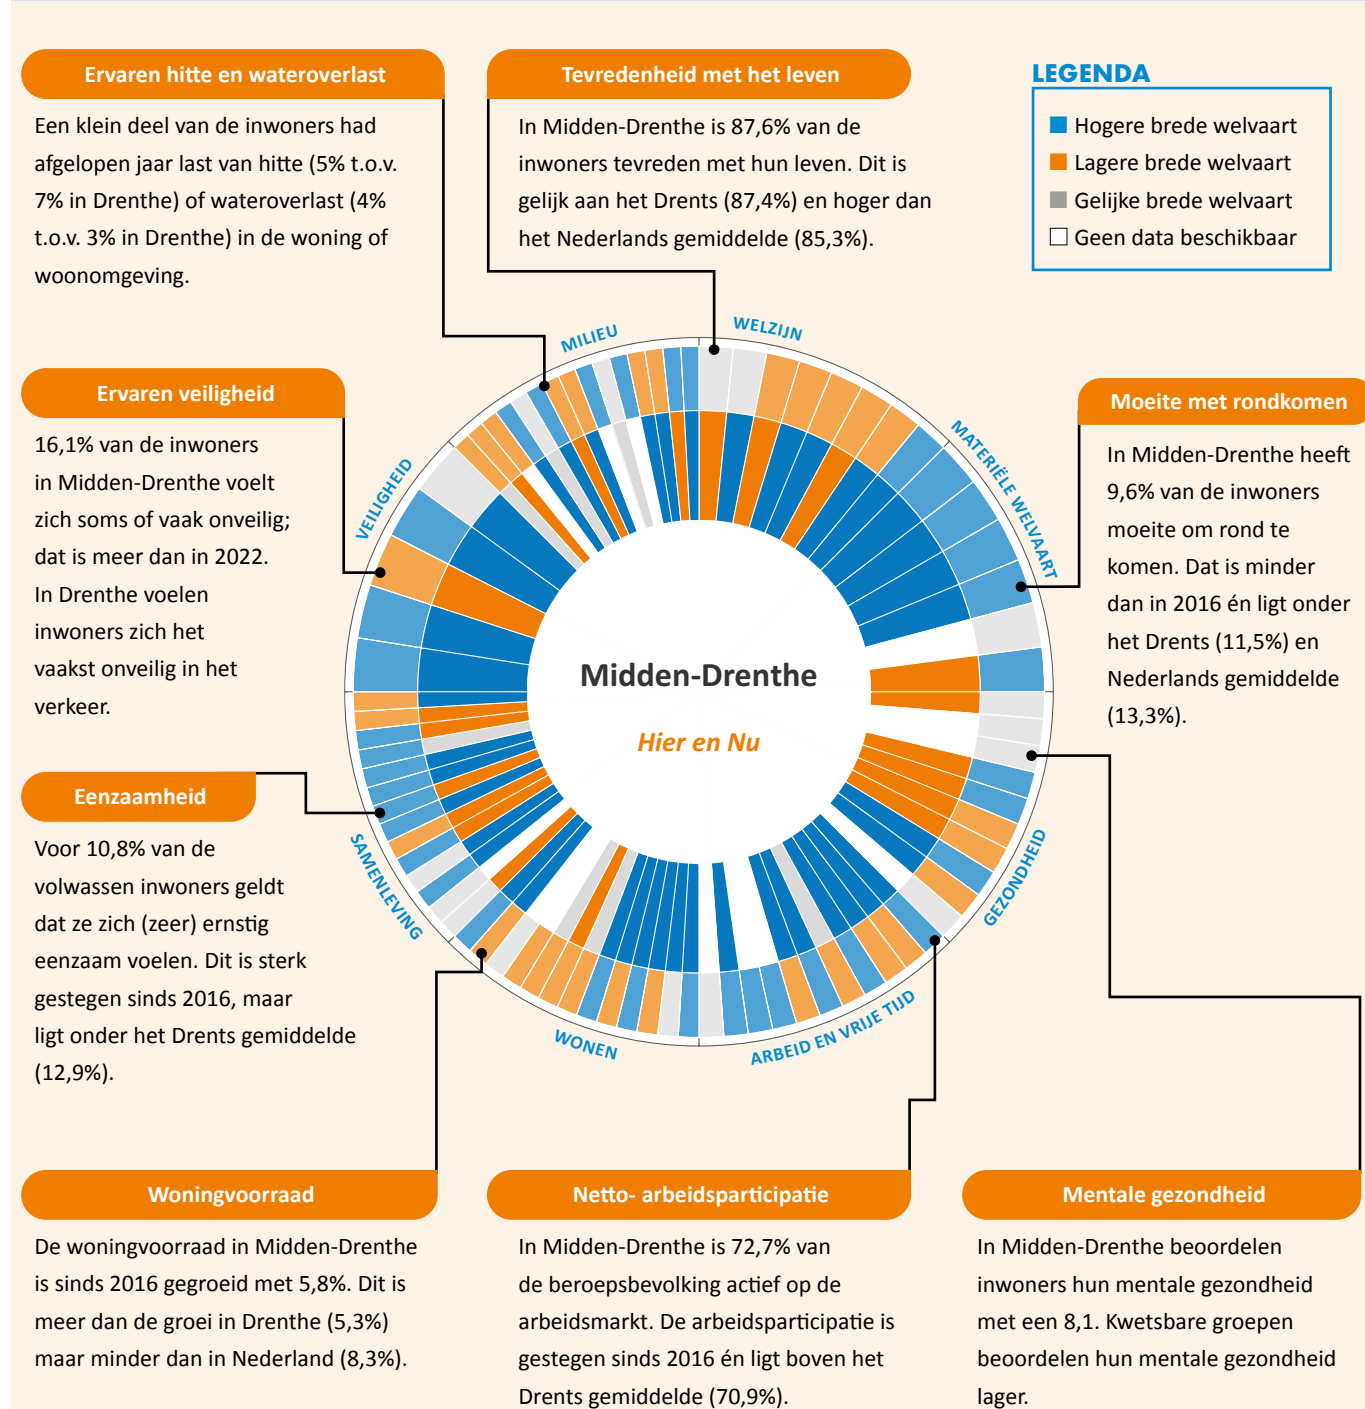 Ervaren hitte en wateroverlast
Een klein deel van de inwoners had
afgelopen jaar last van hitte (5% t.o.v.
7% in Drenthe) of wateroverlast (4%
t.o.v. 3% in Drenthe) in de woning of
woonomgeving.
Tevredenheid met het leven
In Midden-Drenthe is 87,6% van de
inwoners tevreden met hun leven. Dit is
gelijk aan het Drents (87,4%) en hoger dan
het Nederlands gemiddelde (85,3%).
LEGENDA
Hogere brede welvaart
Lagere brede welvaart
Gelijke brede welvaart
Geen data beschikbaar
Ervaren veiligheid
16,1% van de inwoners
in Midden-Drenthe voelt
zich soms of vaak onveilig;
dat is meer dan in 2022.
In Drenthe voelen
inwoners zich het
vaakst onveilig in het
verkeer.
MILIEU
WELZIJN
MATERIËLE WELVAART
GEZONDHEID
ARBEID EN VRIJE TIJD
WONEN
SAMENLEVING
VEILIGHEID
Midden-Drenthe
Hier en Nu
Moeite met rondkomen
In Midden-Drenthe heeft
9,6% van de inwoners
moeite om rond te
komen. Dat is minder
dan in 2016 én ligt onder
het Drents (11,5%) en
Nederlands gemiddelde
(13,3%).
Eenzaamheid
Voor 10,8% van de
volwassen inwoners geldt
dat ze zich (zeer) ernstig
eenzaam voelen. Dit is sterk
gestegen sinds 2016, maar
ligt onder het Drents gemiddelde
(12,9%).
Woningvoorraad
De woningvoorraad in Midden-Drenthe
is sinds 2016 gegroeid met 5,8%. Dit is
meer dan de groei in Drenthe (5,3%)
maar minder dan in Nederland (8,3%).
Netto- arbeidsparticipatie
In Midden-Drenthe is 72,7% van
de beroepsbevolking actief op de
arbeidsmarkt. De arbeidsparticipatie is
gestegen sinds 2016 én ligt boven het
Drents gemiddelde (70,9%).
Mentale gezondheid
In Midden-Drenthe beoordelen
inwoners hun mentale gezondheid
met een 8,1. Kwetsbare groepen
beoordelen hun mentale gezondheid
lager.